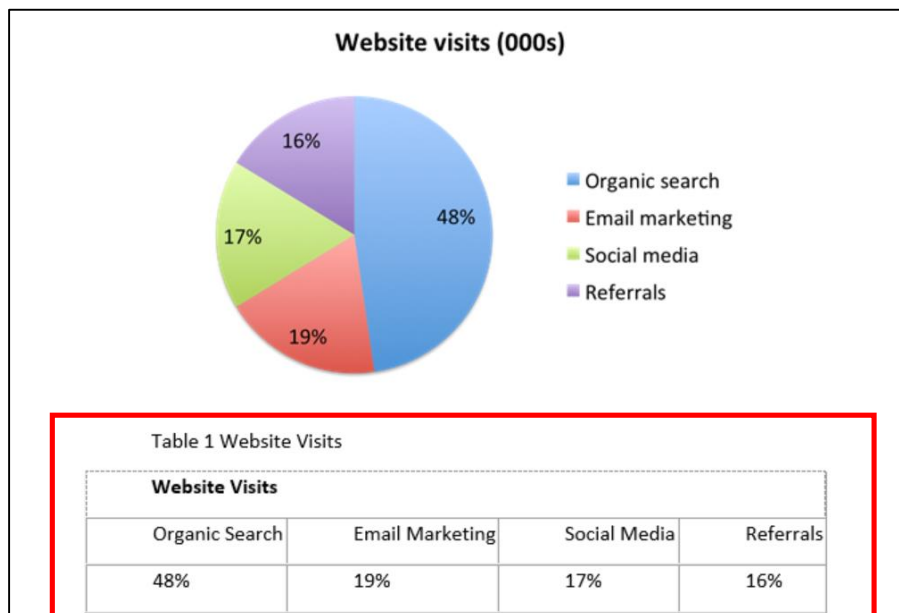 Website visits (000s)
16%
48%
17%
19%
Organic search
Email marketing
Social media
Referrals
Table 1 Website Visits
Website Visits
Organic Search Email Marketing Social Media Referrals
48% 19% 17% 16%